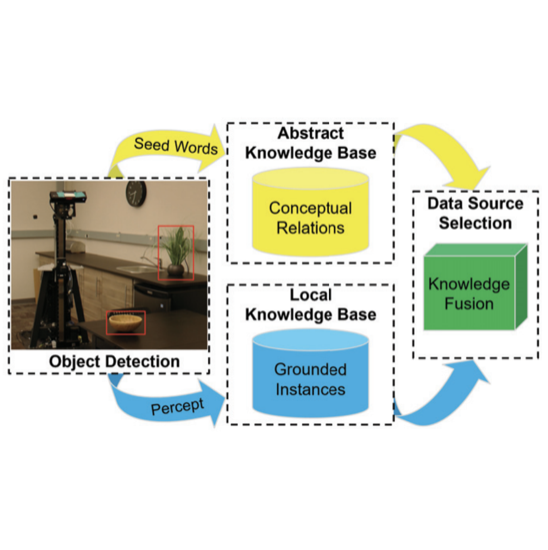 Seed Words
Abstract
Knowledge Base
Conceptual
Relations
Data Source
Selection
Knowledge
Fusion
Local
Knowledge Base
Grounded
Instances
Object Detection
Percept